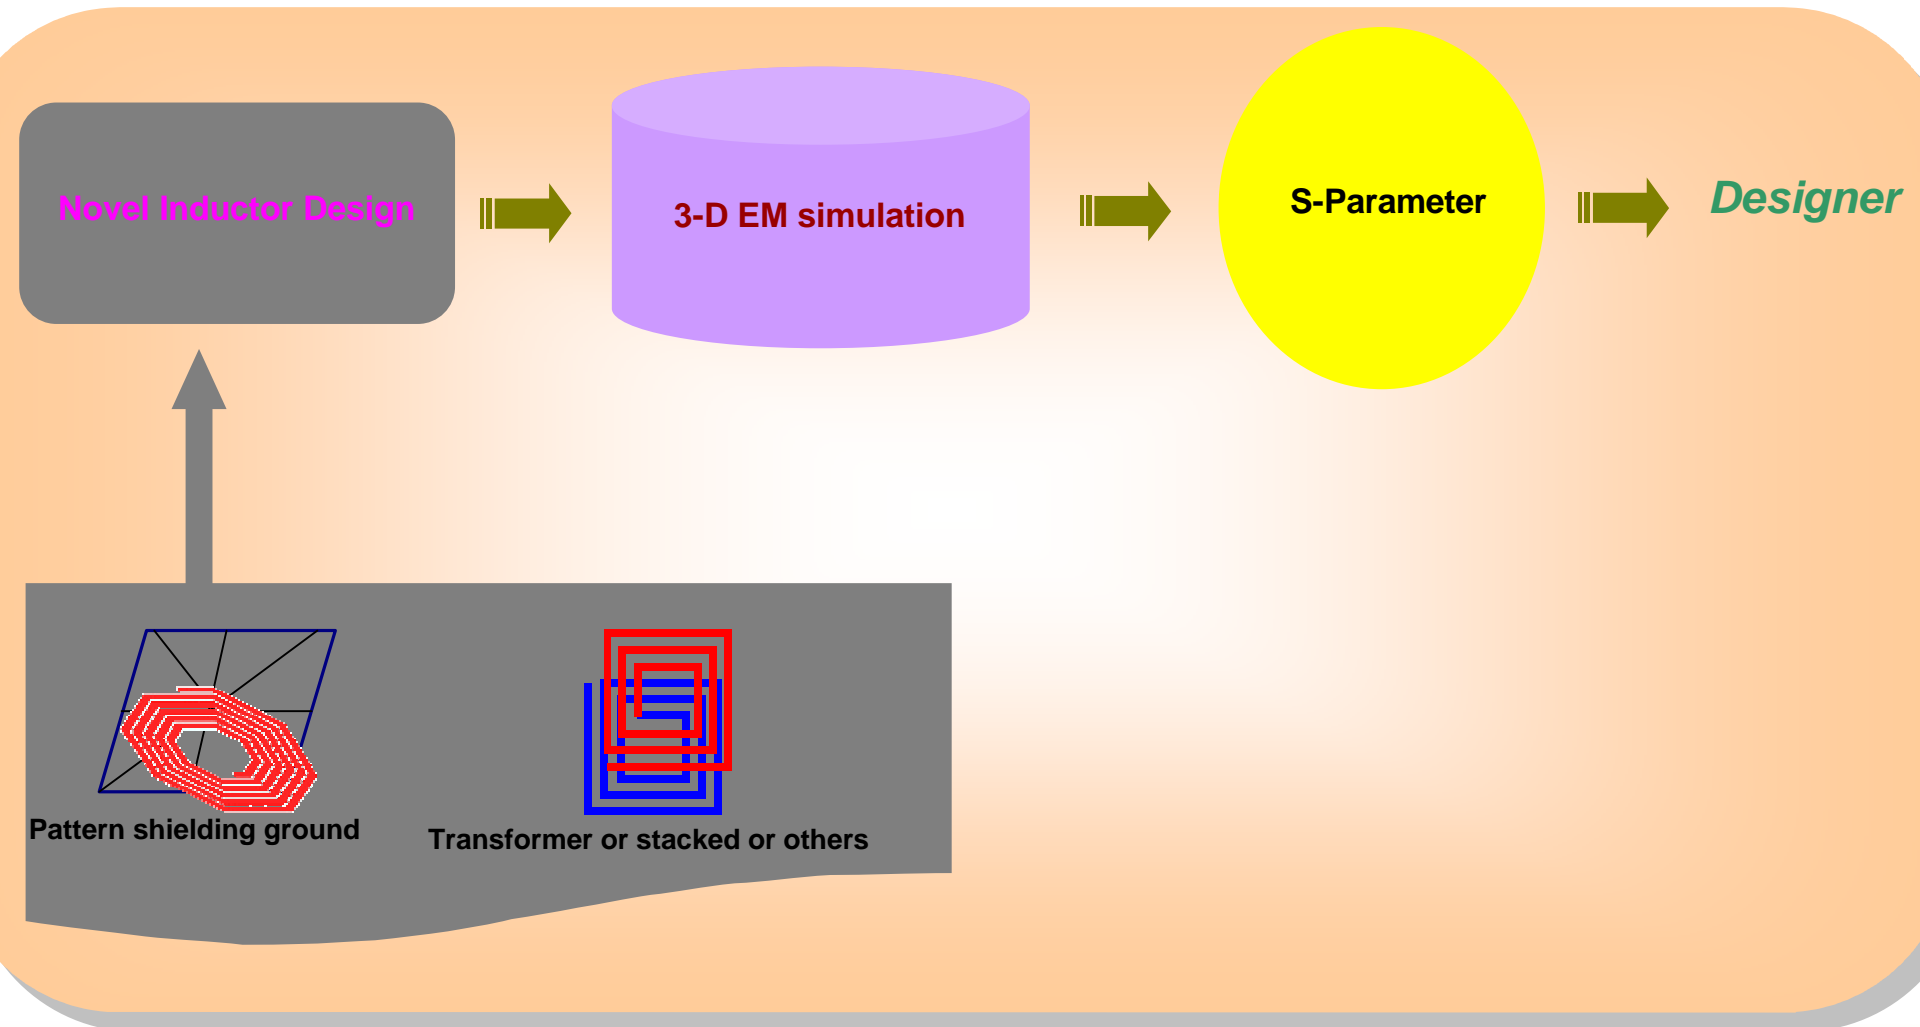 Novel Inductor Design
3-D EM simulation
S-Parameter
Designer
Pattern shielding ground
Transformer or stacked or others